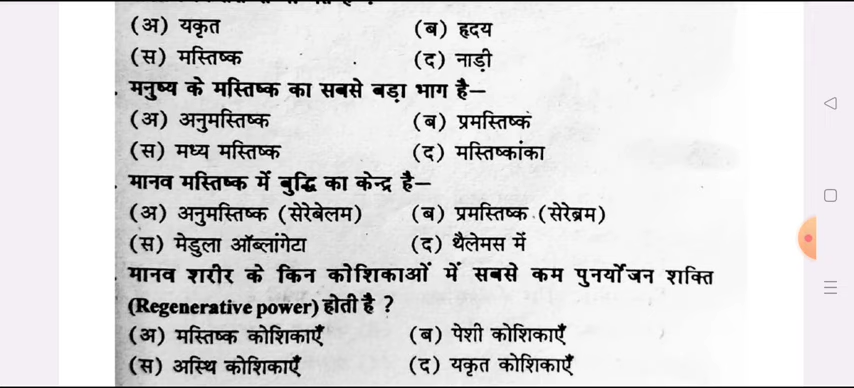 (अ) यकृत (ब) हृदय
(स) मस्तिष्क (द) नाड़ी
मनुष्य के मस्तिष्क का सबसे बड़ा भाग है—
(अ) अनुमस्तिष्क (ब) प्रमस्तिष्क
(स) मध्य मस्तिष्क (द) मस्तिष्कांका
मानव मस्तिष्क में बुद्धि का केन्द्र है—
(अ) अनुमस्तिष्क (सेरेबेलम) (ब) प्रमस्तिष्क (सेरेब्रम)
(स) मेडुला ऑब्लांगेटा (द) थैलेमस में
मानव शरीर के किन कोशिकाओं में सबसे कम पुनर्योजन शक्ति
(Regenerative power) होती है ?
(अ) मस्तिष्क कोशिकाएँ (ब) पेशी कोशिकाएँ
(स) अस्थि कोशिकाएँ (द) यकृत कोशिकाएँ